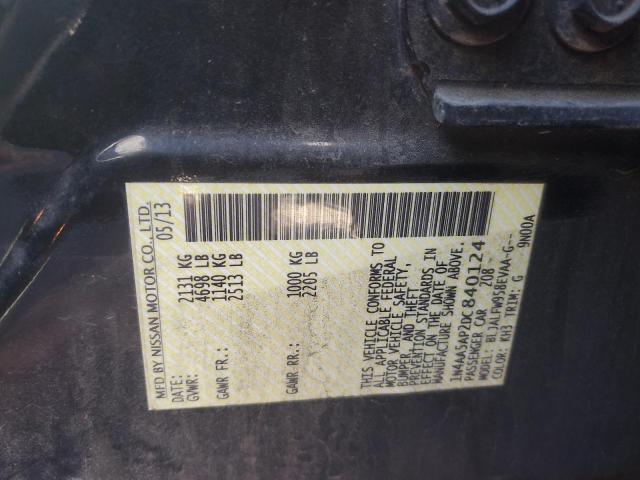 MFD.BY NISSAN MOTOR CO., LTD.
DATE: 05/13
GVWR: 2131 KG
4698 LB
GAWR FR: 1140 KG
2513 LB
GAWR RR: 1000 KG
2205 LB
THIS VEHICLE CONFORMS TO
ALL APPLICABLE FEDERAL
MOTOR VEHICLE SAFETY,
BUMPER, AND THEFT
PREVENTION STANDARDS IN
EFFECT ON THE DATE OF
MANUFACTURE SHOWN ABOVE.
1N4AA5AP2DC840124
PASSENGER CAR 208
MODEL: BLJALFW958EVAA-G--
COLOR: KH3 TRIM: G 9N00A